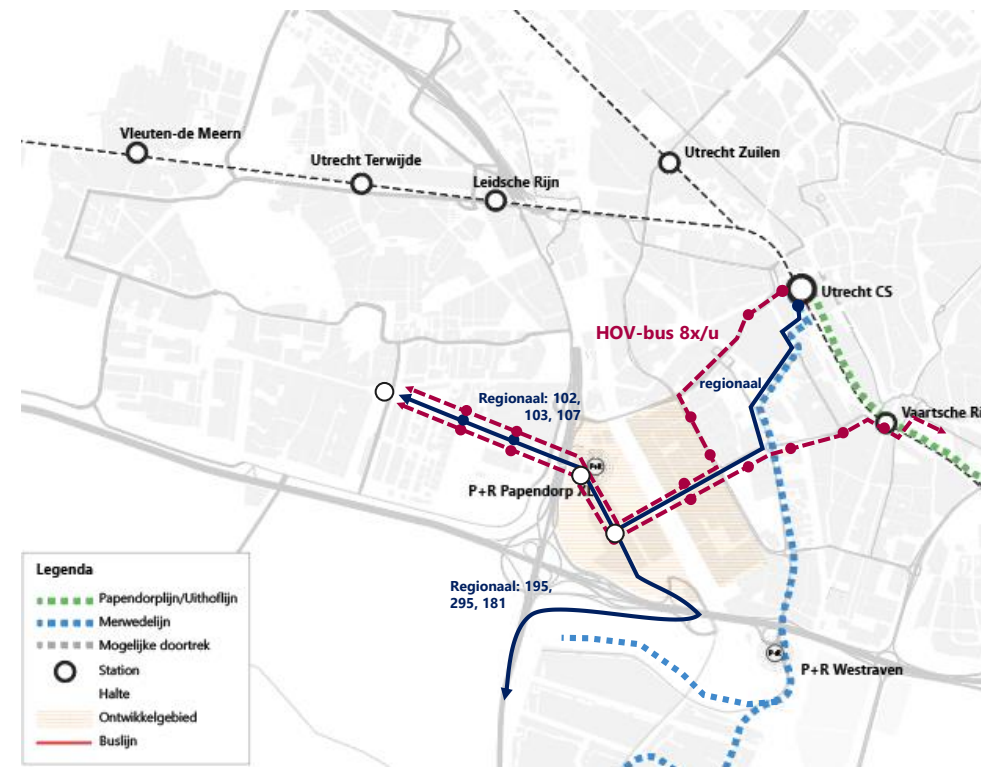 Vleuten-de Meern
Utrecht Terwijde
Leidsche Rijn
Utrecht Zuilen
Utrecht CS
HOV-bus 8x/u
regionaal
Regionaal: 102,
103, 107
Vaartsche Ri
P+R
P+R Papendorp XL
Regionaal: 195,
295, 181
P+R
P+R Westraven
Legenda
Papendorplijn/Uithoflijn
Merwedelijn
Mogelijke doortrek
Station
Halte
Ontwikkelgebied
Buslijn